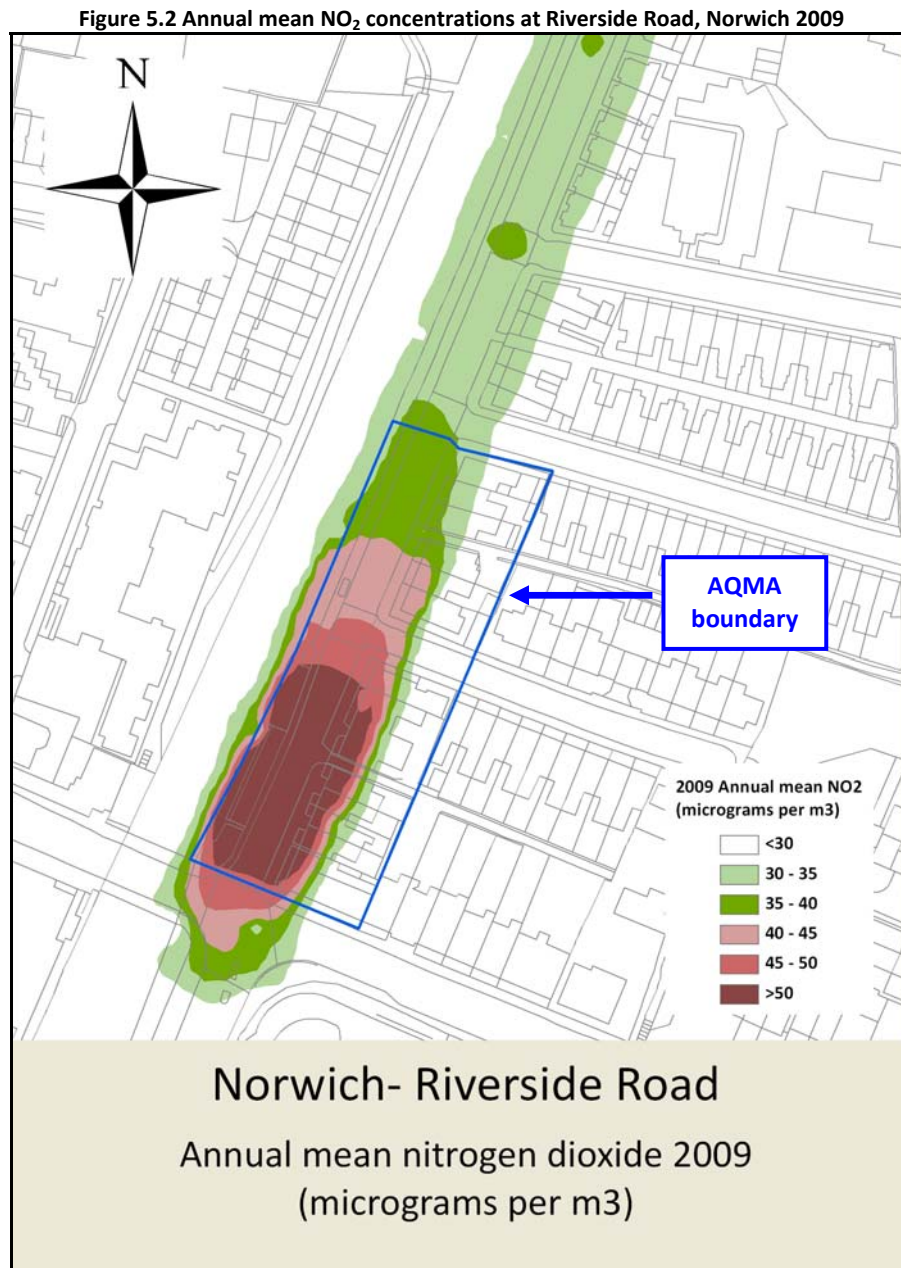 Figure 5.2 Annual mean NO₂ concentrations at Riverside Road, Norwich 2009
N
AQMA
boundary
2009 Annual mean NO2
(micrograms per m3)
<30
30 - 35
35 - 40
40 - 45
45 - 50
>50
Norwich- Riverside Road
Annual mean nitrogen dioxide 2009
(micrograms per m3)